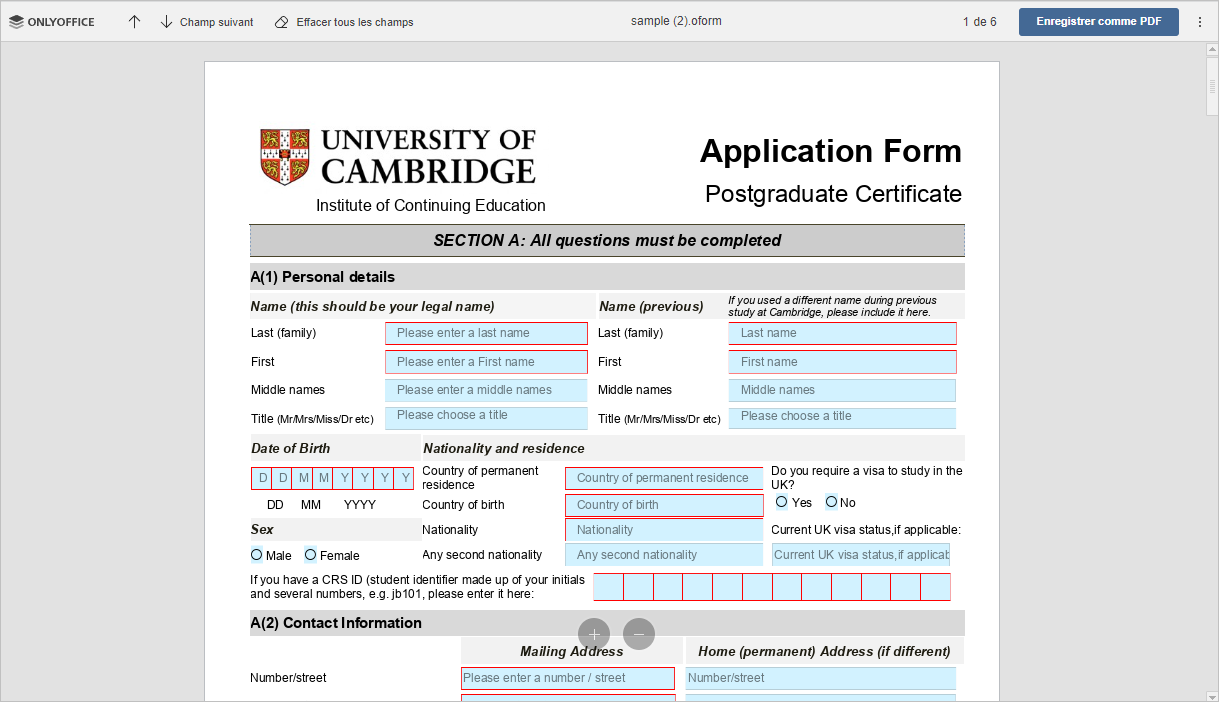 ONLYOFFICE Champ suivant Effacer tous les champs sample (2).oform 1 de 6 Enregistrer comme PDF
UNIVERSITY OF
CAMBRIDGE
Institute of Continuing Education
Application Form
Postgraduate Certificate
SECTION A: All questions must be completed
A(1) Personal details
Name (this should be your legal name) Name (previous) If you used a different name during previous
study at Cambridge, please include it here.
Last (family) Please enter a last name Last (family) Last name
First Please enter a First name First First name
Middle names Please enter a middle names Middle names Middle names
Title (Mr/Mrs/Miss/Dr etc) Please choose a title Title (Mr/Mrs/Miss/Dr etc) Please choose a title
Date of Birth Nationality and residence
D D M M Y Y Y Y
DD MM YYYY
Country of permanent
residence
Country of permanent residence
Do you require a visa to study in the
UK?
Country of birth Country of birth Yes No
Sex Nationality Nationality Current UK visa status,if applicable:
Male Female Any second nationality Any second nationality Current UK visa status,if applicab
If you have a CRS ID (student identifier made up of your initials
and several numbers, e.g. jb101, please enter it here:
A(2) Contact Information
Mailing Address Home (permanent) Address (if different)
Number/street Please enter a number / street Number/street